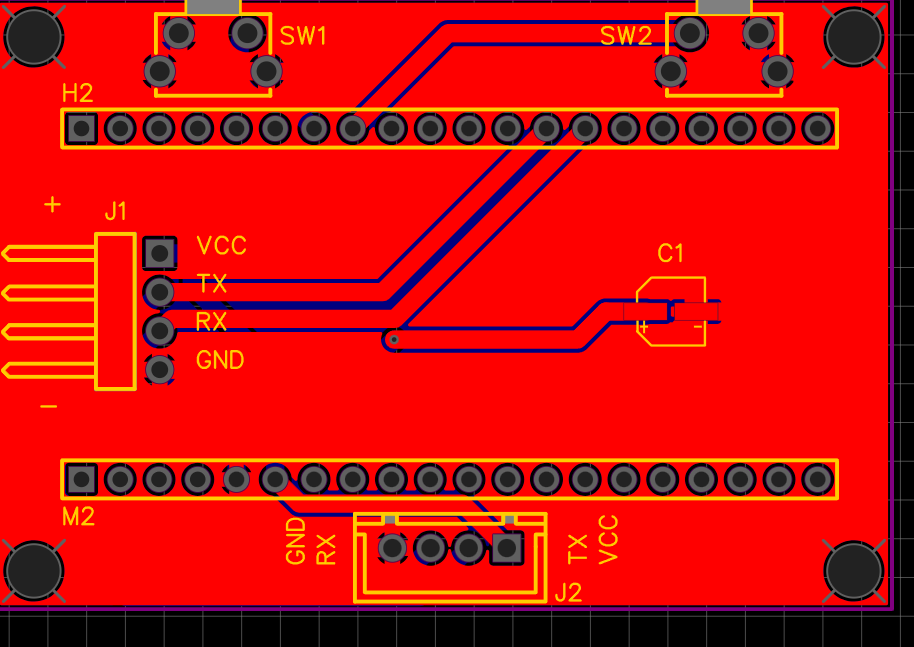 SW1
SW2
H2
+
J1
VCC
TX
RX
GND
−
C1
+
-
M2
GND
RX
TX
VCC
J2